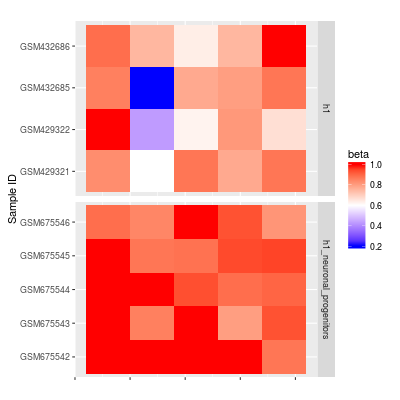 GSM432686
GSM432685
GSM429322
GSM429321
h1
GSM675546
GSM675545
GSM675544
GSM675543
GSM675542
h1_neuronal_progenitors
Sample ID
beta
1.0
0.8
0.6
0.4
0.2